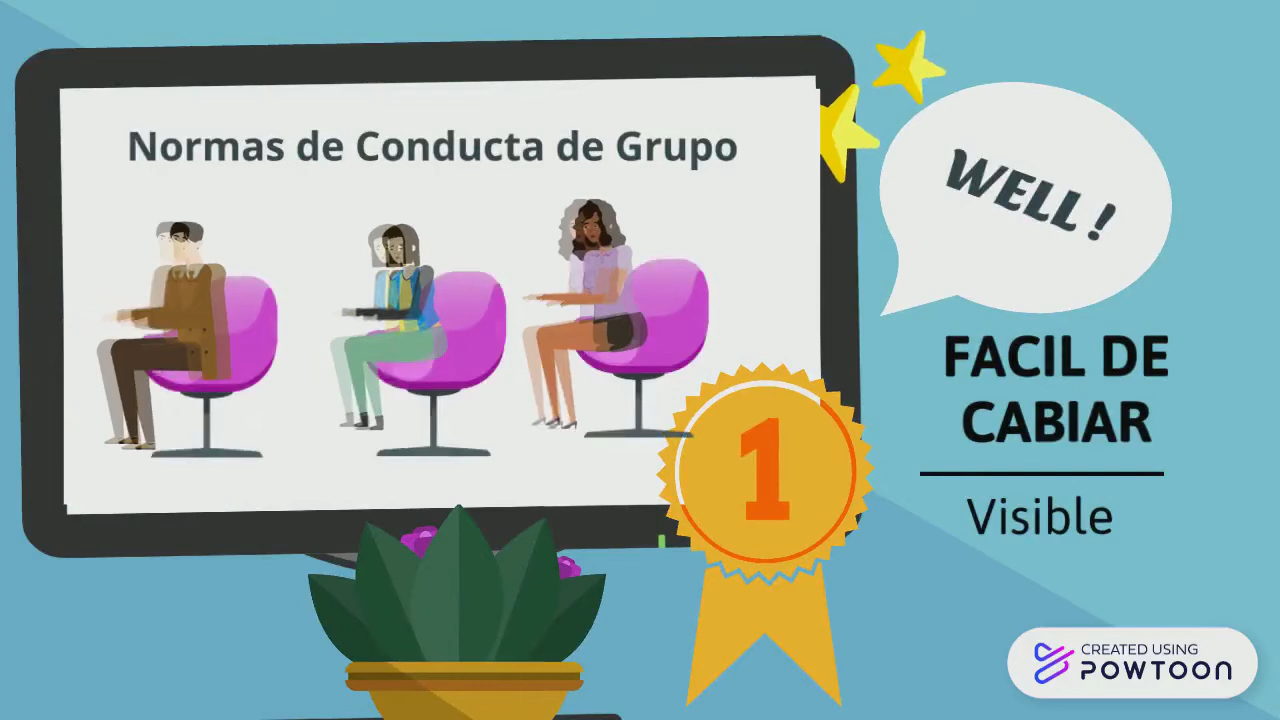 Normas de Conducta de Grupo
WELL !
FACIL DE
CABIAR
Visible
1
CREATED USING
POWTOON